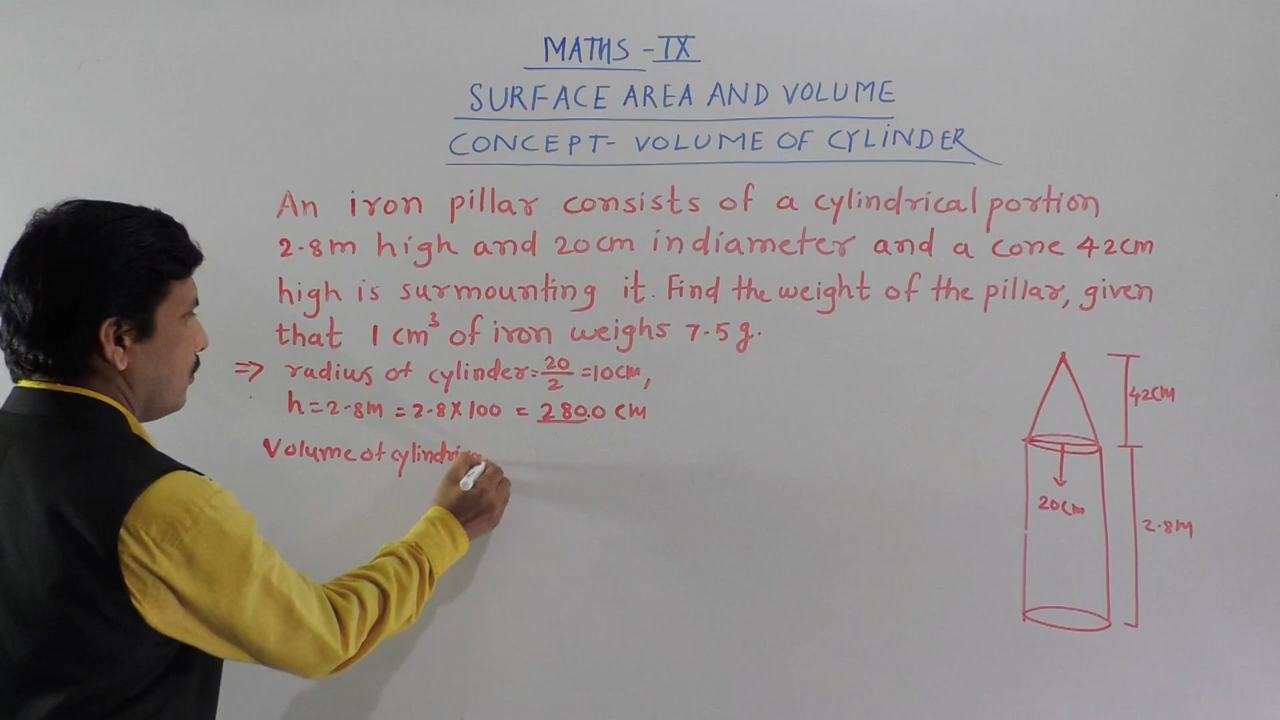 MATHS - IX
SURFACE AREA AND VOLUME
CONCEPT- VOLUME OF CYLINDER
An iron pillar consists of a cylindrical portion
2.8m high and 20cm in diameter and a cone 42cm
high is surmounting it. Find the weight of the pillar, given
that 1 cm³ of iron weighs 7.5g.
⇒ radius of cylinder = 20/2 = 10cm,
h = 2.8M = 2.8 X 100 = 280.0 CM
Volume of cylindri
42CM
20Cm
2.8M